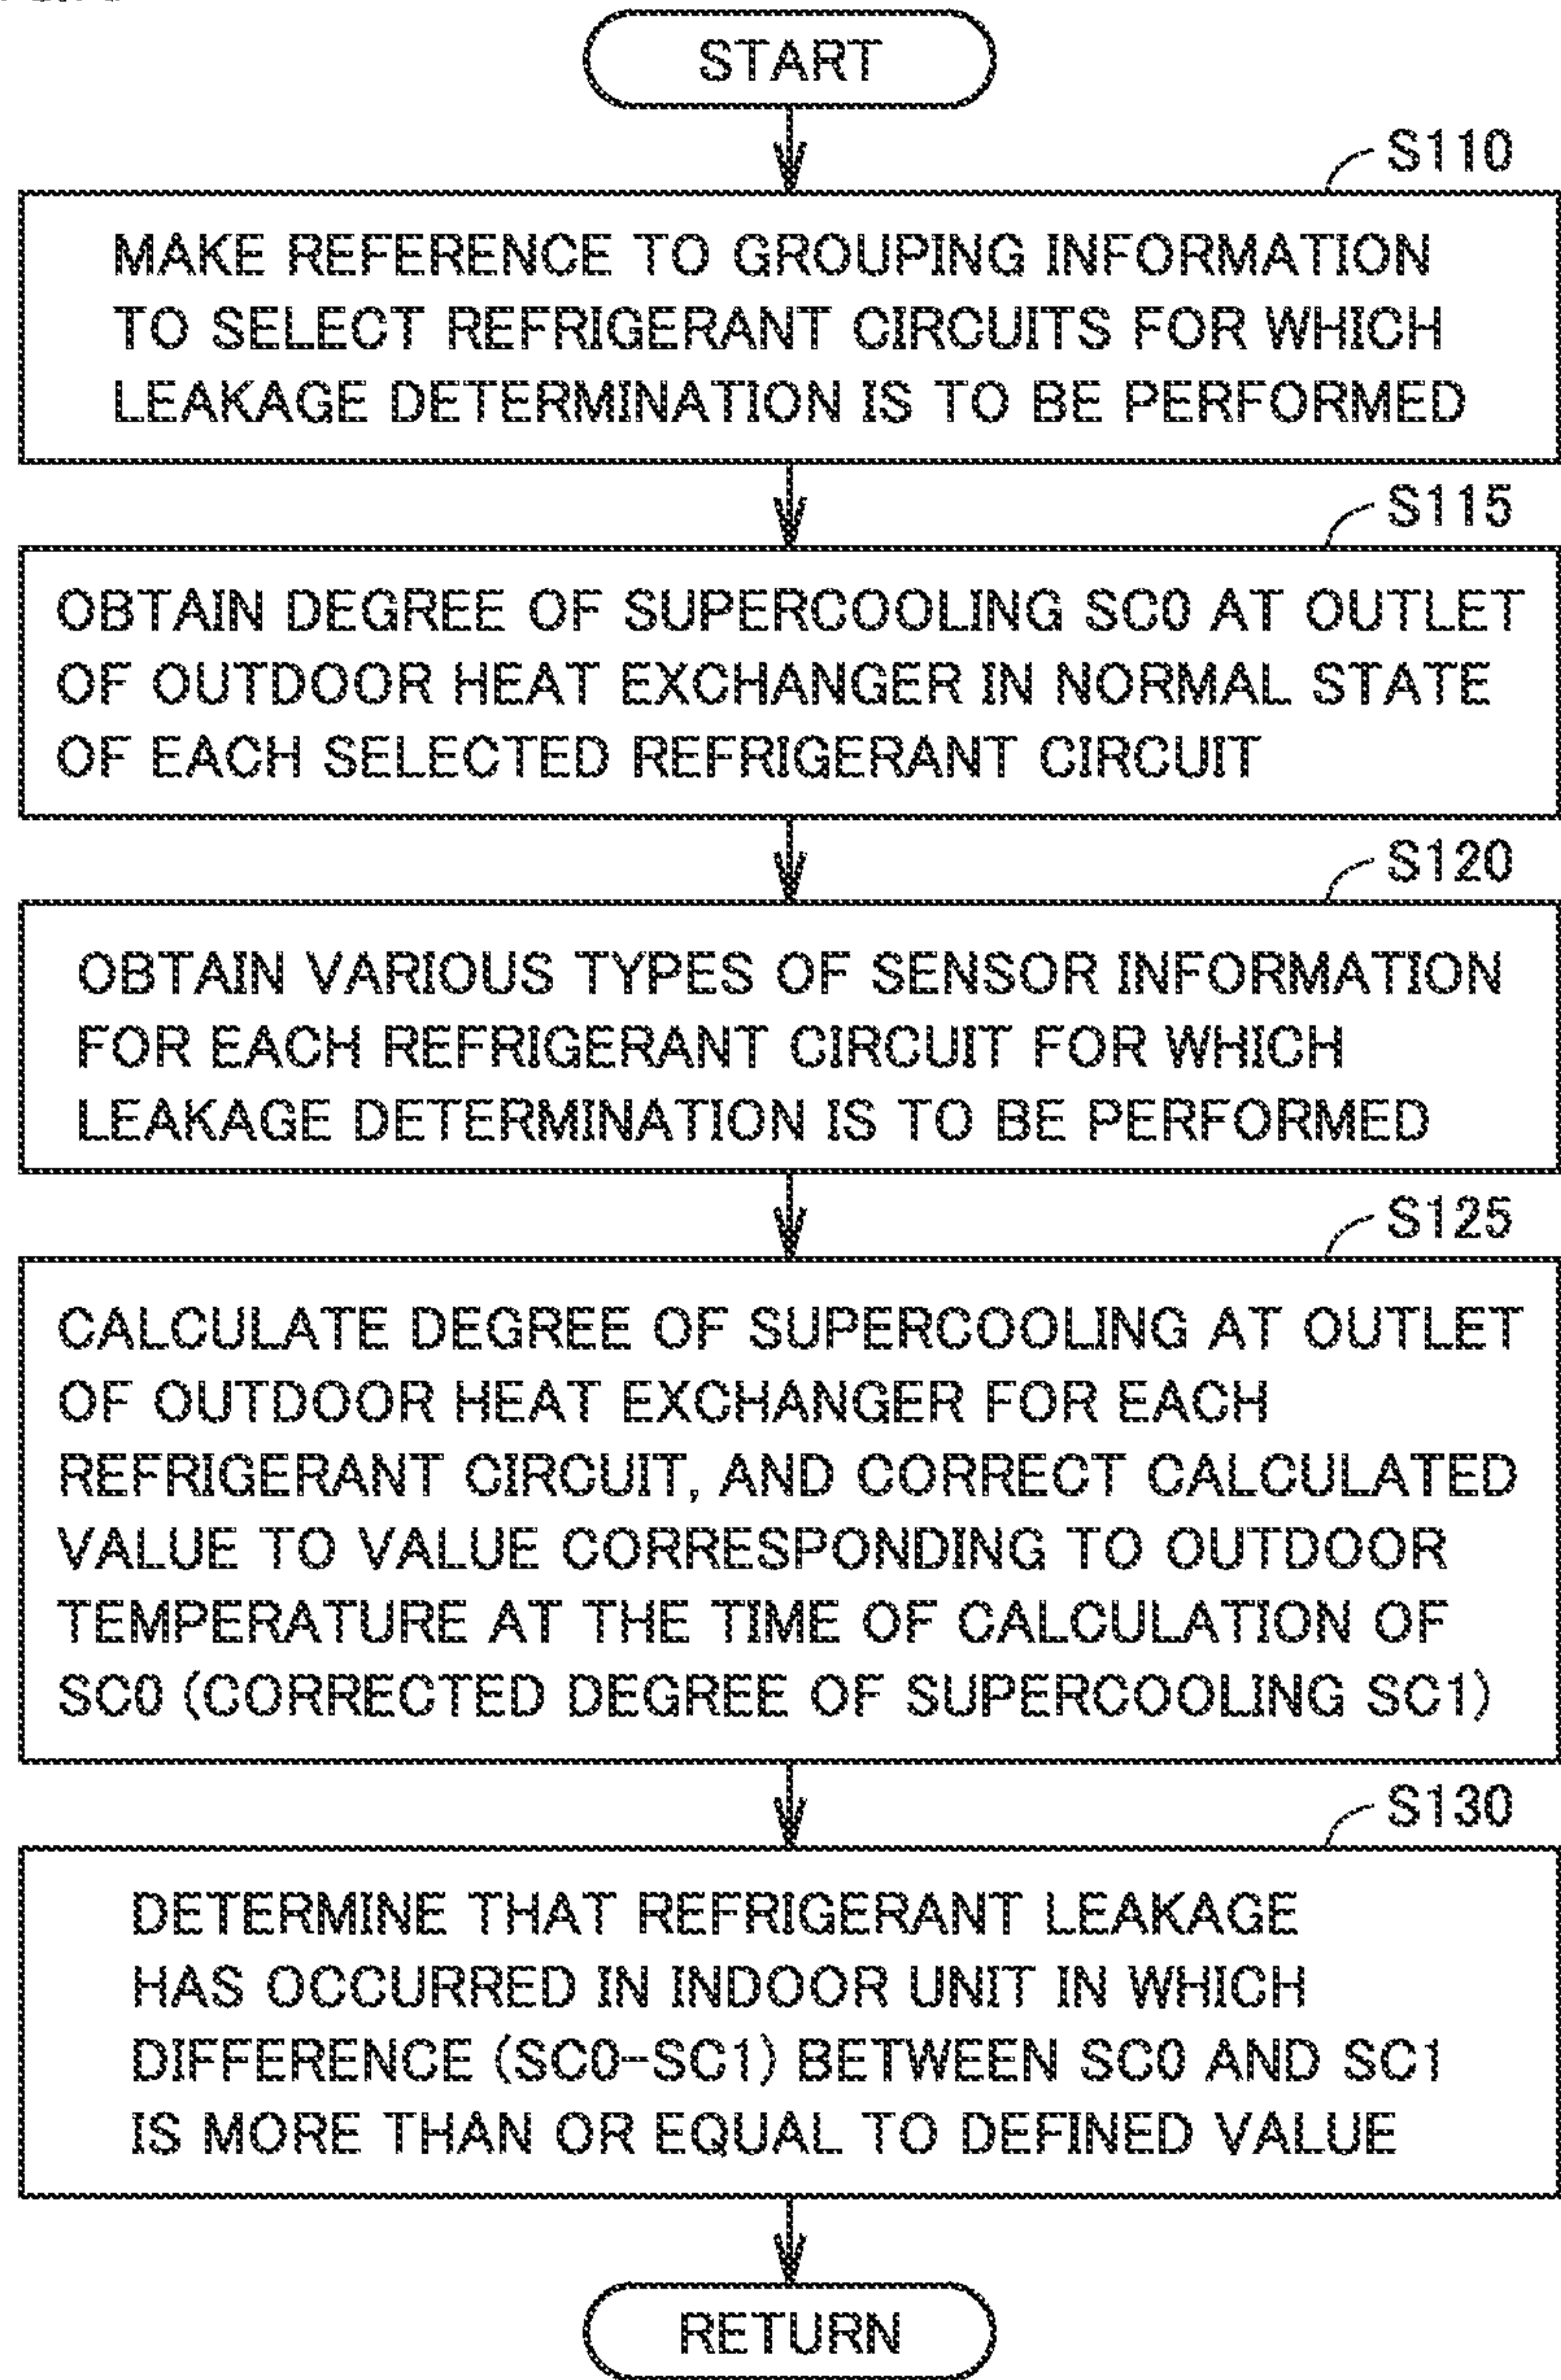 START
S110
MAKE REFERENCE TO GROUPING INFORMATION
TO SELECT REFRIGERANT CIRCUITS FOR WHICH
LEAKAGE DETERMINATION IS TO BE PERFORMED
S115
OBTAIN DEGREE OF SUPERCOOLING SC0 AT OUTLET
OF OUTDOOR HEAT EXCHANGER IN NORMAL STATE
OF EACH SELECTED REFRIGERANT CIRCUIT
S120
OBTAIN VARIOUS TYPES OF SENSOR INFORMATION
FOR EACH REFRIGERANT CIRCUIT FOR WHICH
LEAKAGE DETERMINATION IS TO BE PERFORMED
S125
CALCULATE DEGREE OF SUPERCOOLING AT OUTLET
OF OUTDOOR HEAT EXCHANGER FOR EACH
REFRIGERANT CIRCUIT, AND CORRECT CALCULATED
VALUE TO VALUE CORRESPONDING TO OUTDOOR
TEMPERATURE AT THE TIME OF CALCULATION OF
SC0 (CORRECTED DEGREE OF SUPERCOOLING SC1)
S130
DETERMINE THAT REFRIGERANT LEAKAGE
HAS OCCURRED IN INDOOR UNIT IN WHICH
DIFFERENCE (SC0-SC1) BETWEEN SC0 AND SC1
IS MORE THAN OR EQUAL TO DEFINED VALUE
RETURN